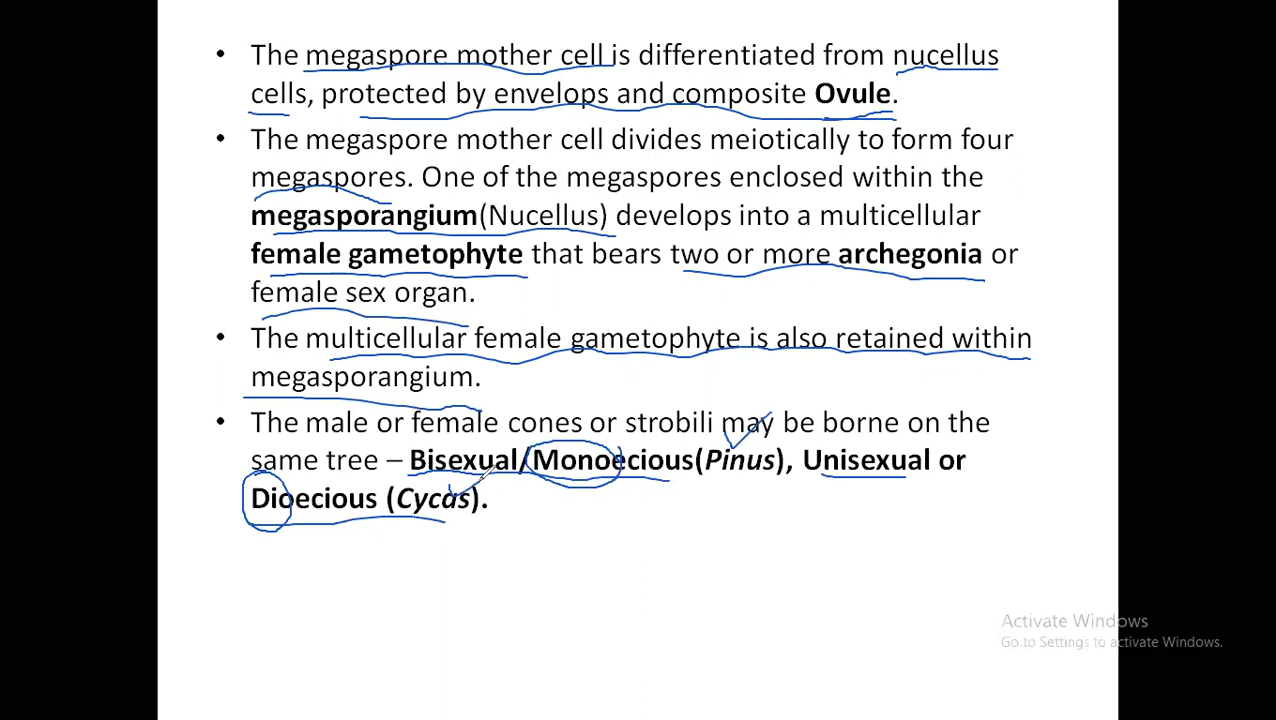 • The megaspore mother cell is differentiated from nucellus
cells, protected by envelops and composite Ovule.
• The megaspore mother cell divides meiotically to form four
megaspores. One of the megaspores enclosed within the
megasporangium(Nucellus) develops into a multicellular
female gametophyte that bears two or more archegonia or
female sex organ.
• The multicellular female gametophyte is also retained within
megasporangium.
• The male or female cones or strobili may be borne on the
same tree – Bisexual/Monoecious(Pinus), Unisexual or
Dioecious (Cycas).
Activate Windows
Go to Settings to activate Windows.